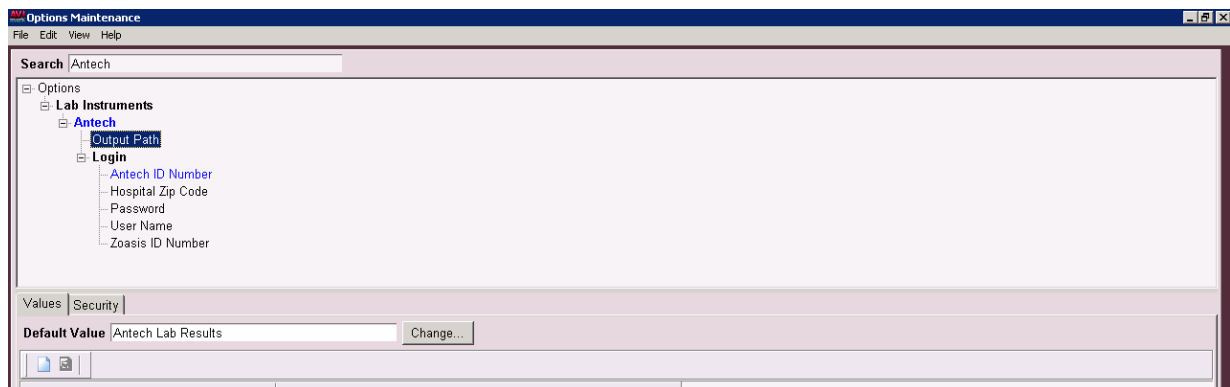 AVI Options Maintenance
File Edit View Help
Search Antech
Options
Lab Instruments
Antech
Output Path
Login
Antech ID Number
Hospital Zip Code
Password
User Name
Zoasis ID Number
Values Security
Default Value Antech Lab Results Change...